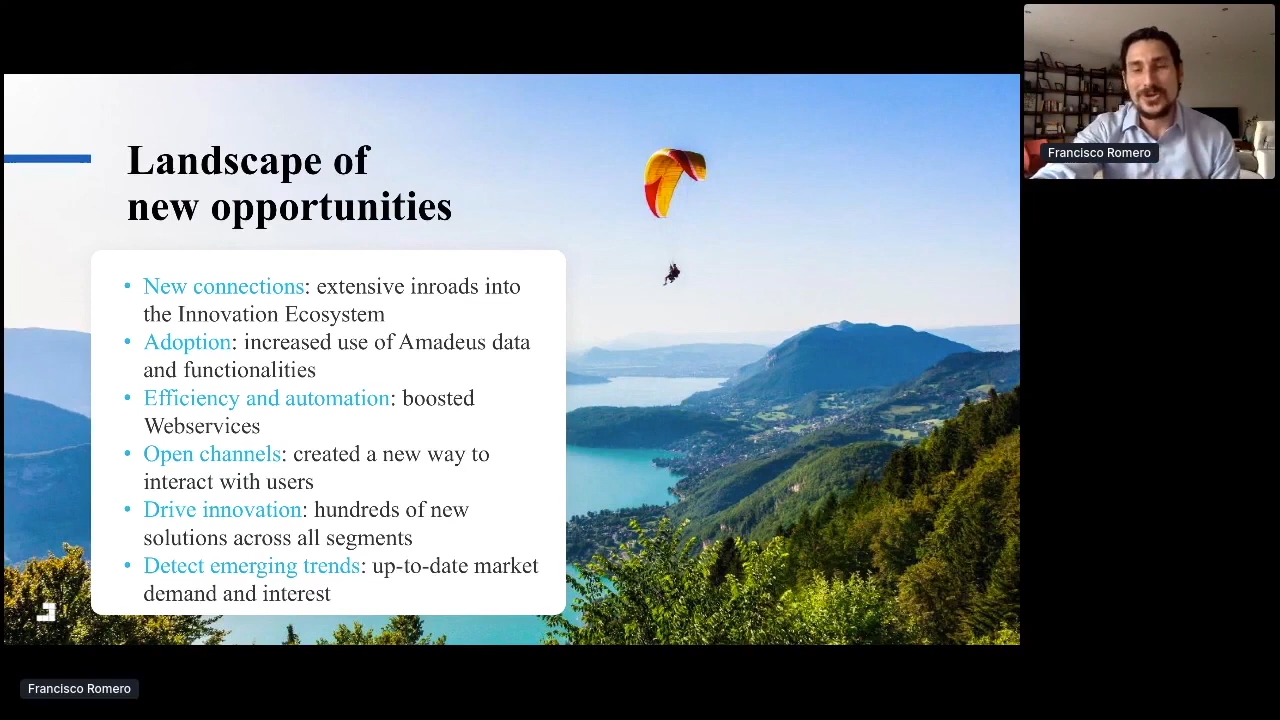 Landscape of
new opportunities
• New connections: extensive inroads into
the Innovation Ecosystem
• Adoption: increased use of Amadeus data
and functionalities
• Efficiency and automation: boosted
Webservices
• Open channels: created a new way to
interact with users
• Drive innovation: hundreds of new
solutions across all segments
• Detect emerging trends: up-to-date market
demand and interest
Francisco Romero
Francisco Romero